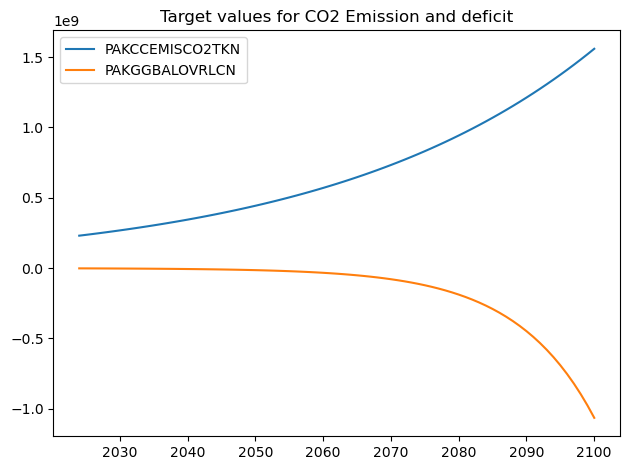 Target values for CO2 Emission and deficit
1e9
PAKCCEMISCO2TKN
PAKGGBALOVRLCN
1.5
1.0
0.5
0.0
−0.5
−1.0
2030 2040 2050 2060 2070 2080 2090 2100